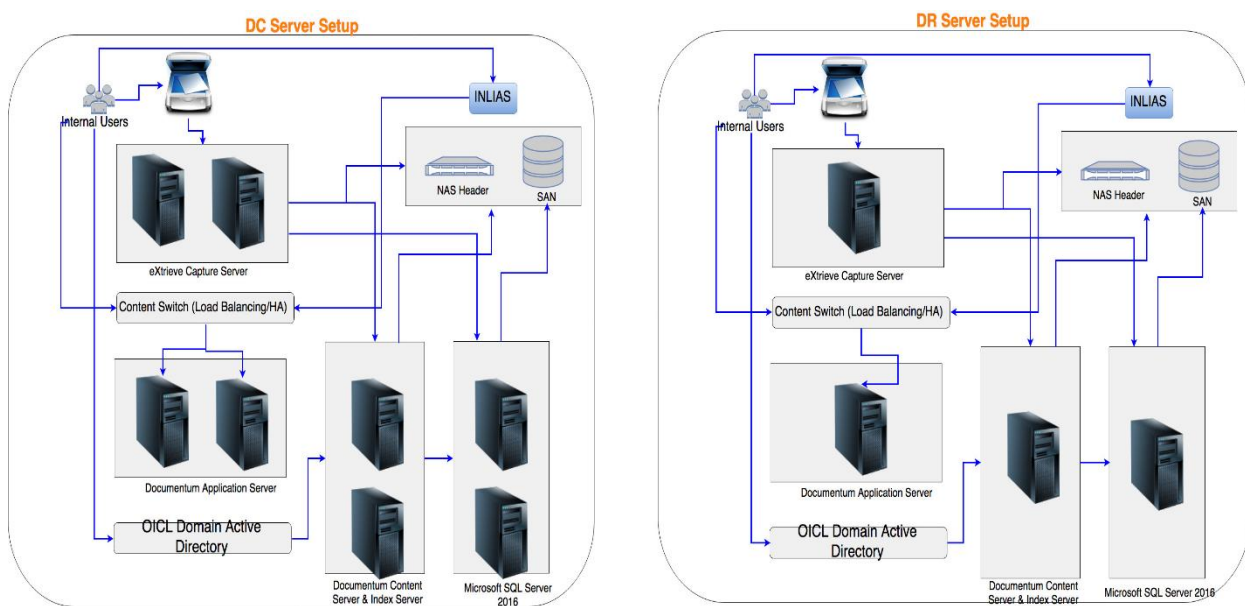 DC Server Setup
INLIAS
Internal Users
NAS Header
SAN
eXtrieve Capture Server
Content Switch (Load Balancing/HA)
Documentum Application Server
OICL Domain Active
Directory
Documentum Content
Server & Index Server
Microsoft SQL Server
2016
DR Server Setup
INLIAS
Internal Users
NAS Header
SAN
eXtrieve Capture Server
Content Switch (Load Balancing/HA)
Documentum Application Server
OICL Domain Active
Directory
Documentum Content
Server & Index Server
Microsoft SQL Server 2016